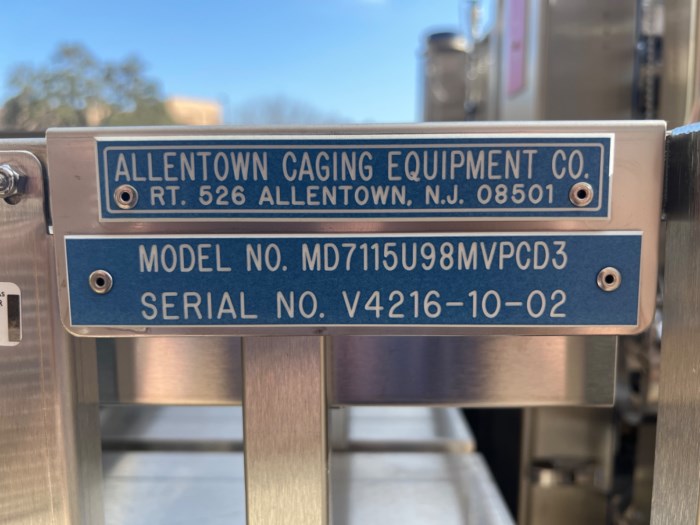 ALLENTOWN CAGING EQUIPMENT CO.
RT. 526 ALLENTOWN, N.J. 08501
MODEL NO. MD7115U98MVPCD3
SERIAL NO. V4216-10-02